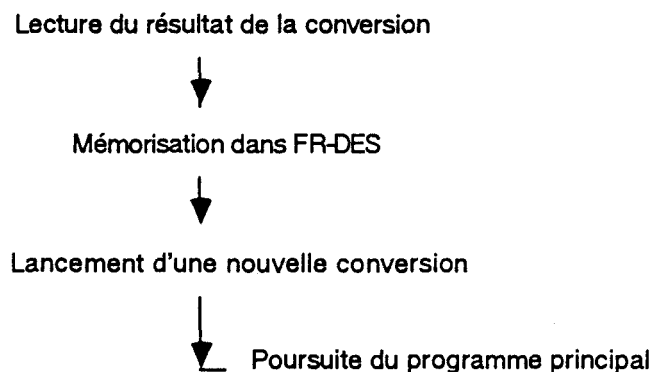 Lecture du résultat de la conversion
Mémorisation dans FR-DES
Lancement d'une nouvelle conversion
Poursuite du programme principal